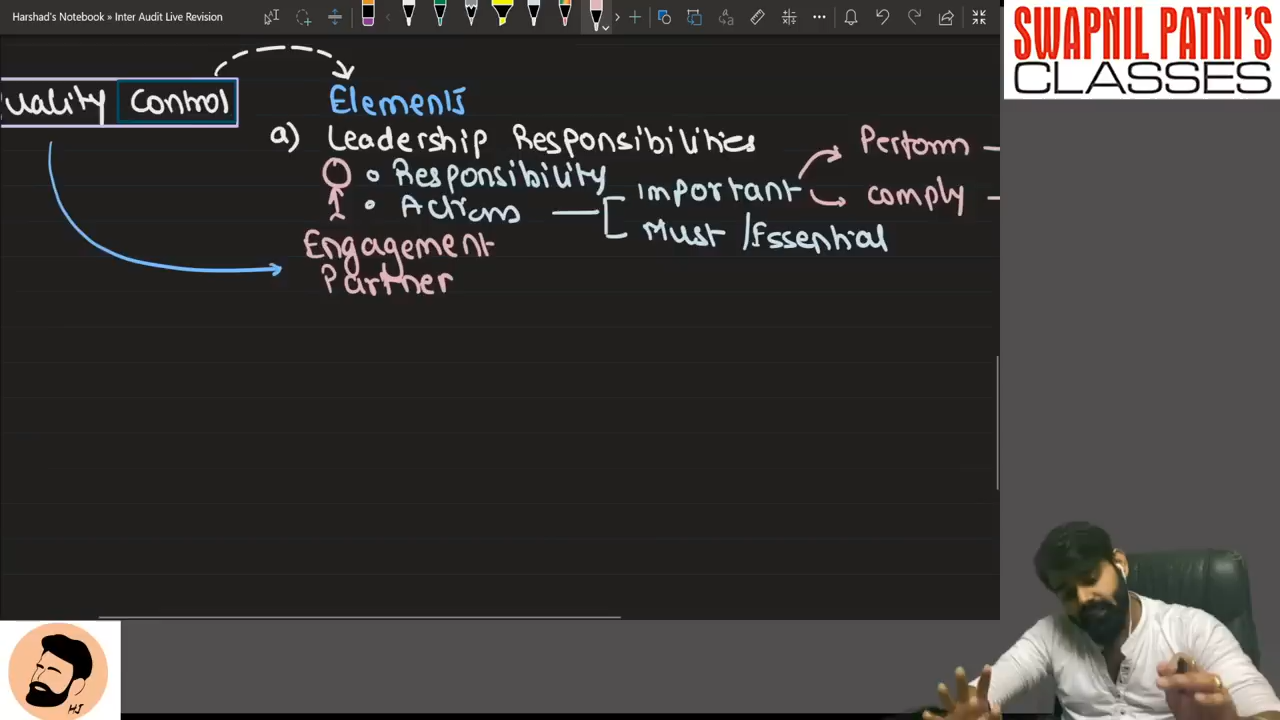 Harshad's Notebook » Inter Audit Live Revision
SWAPNIL PATNI'S
CLASSES
uality Control
Elements
a) Leadership Responsibilities
Perform
• Responsibility
Important
comply
• Actions
Must /Essential
Engagement
Partner
HJ